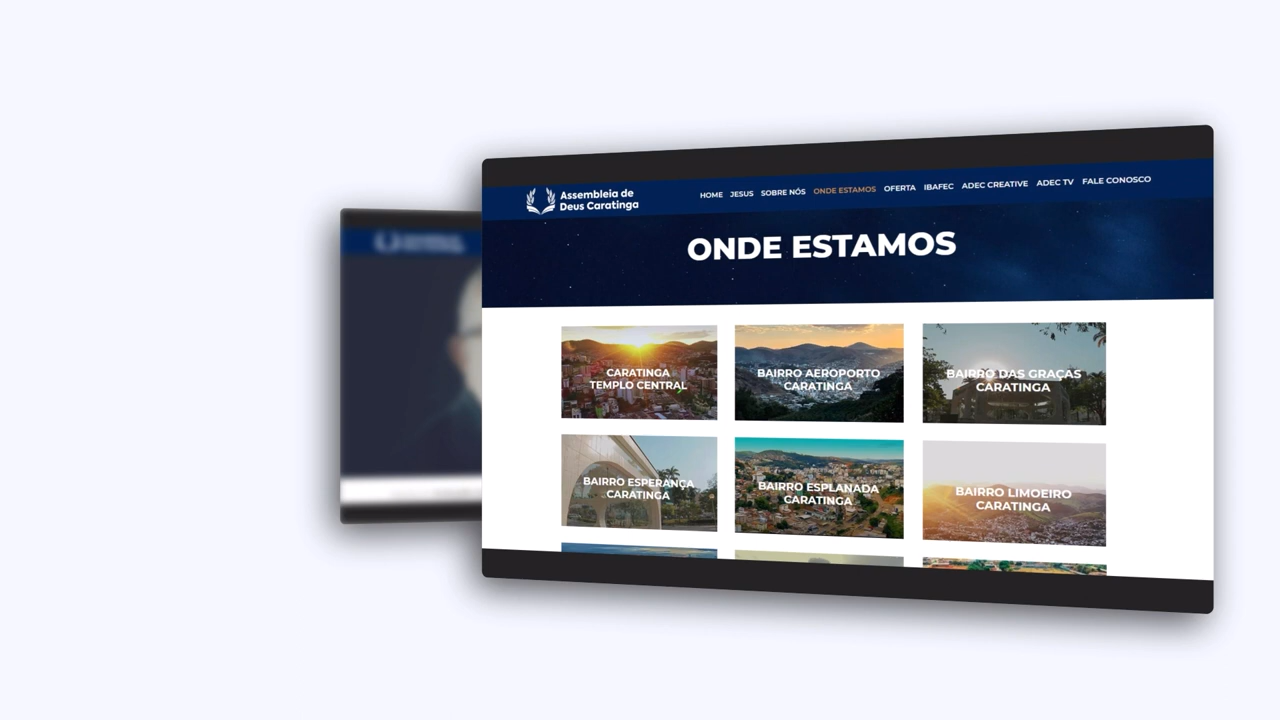 Assembleia de
Deus Caratinga
HOME JESUS SOBRE NÓS ONDE ESTAMOS OFERTA IBAFEC ADEC CREATIVE ADEC TV FALE CONOSCO
ONDE ESTAMOS
CARATINGA
TEMPLO CENTRAL
BAIRRO AEROPORTO
CARATINGA
BAIRRO DAS GRAÇAS
CARATINGA
BAIRRO ESPERANÇA
CARATINGA
BAIRRO ESPLANADA
CARATINGA
BAIRRO LIMOEIRO
CARATINGA